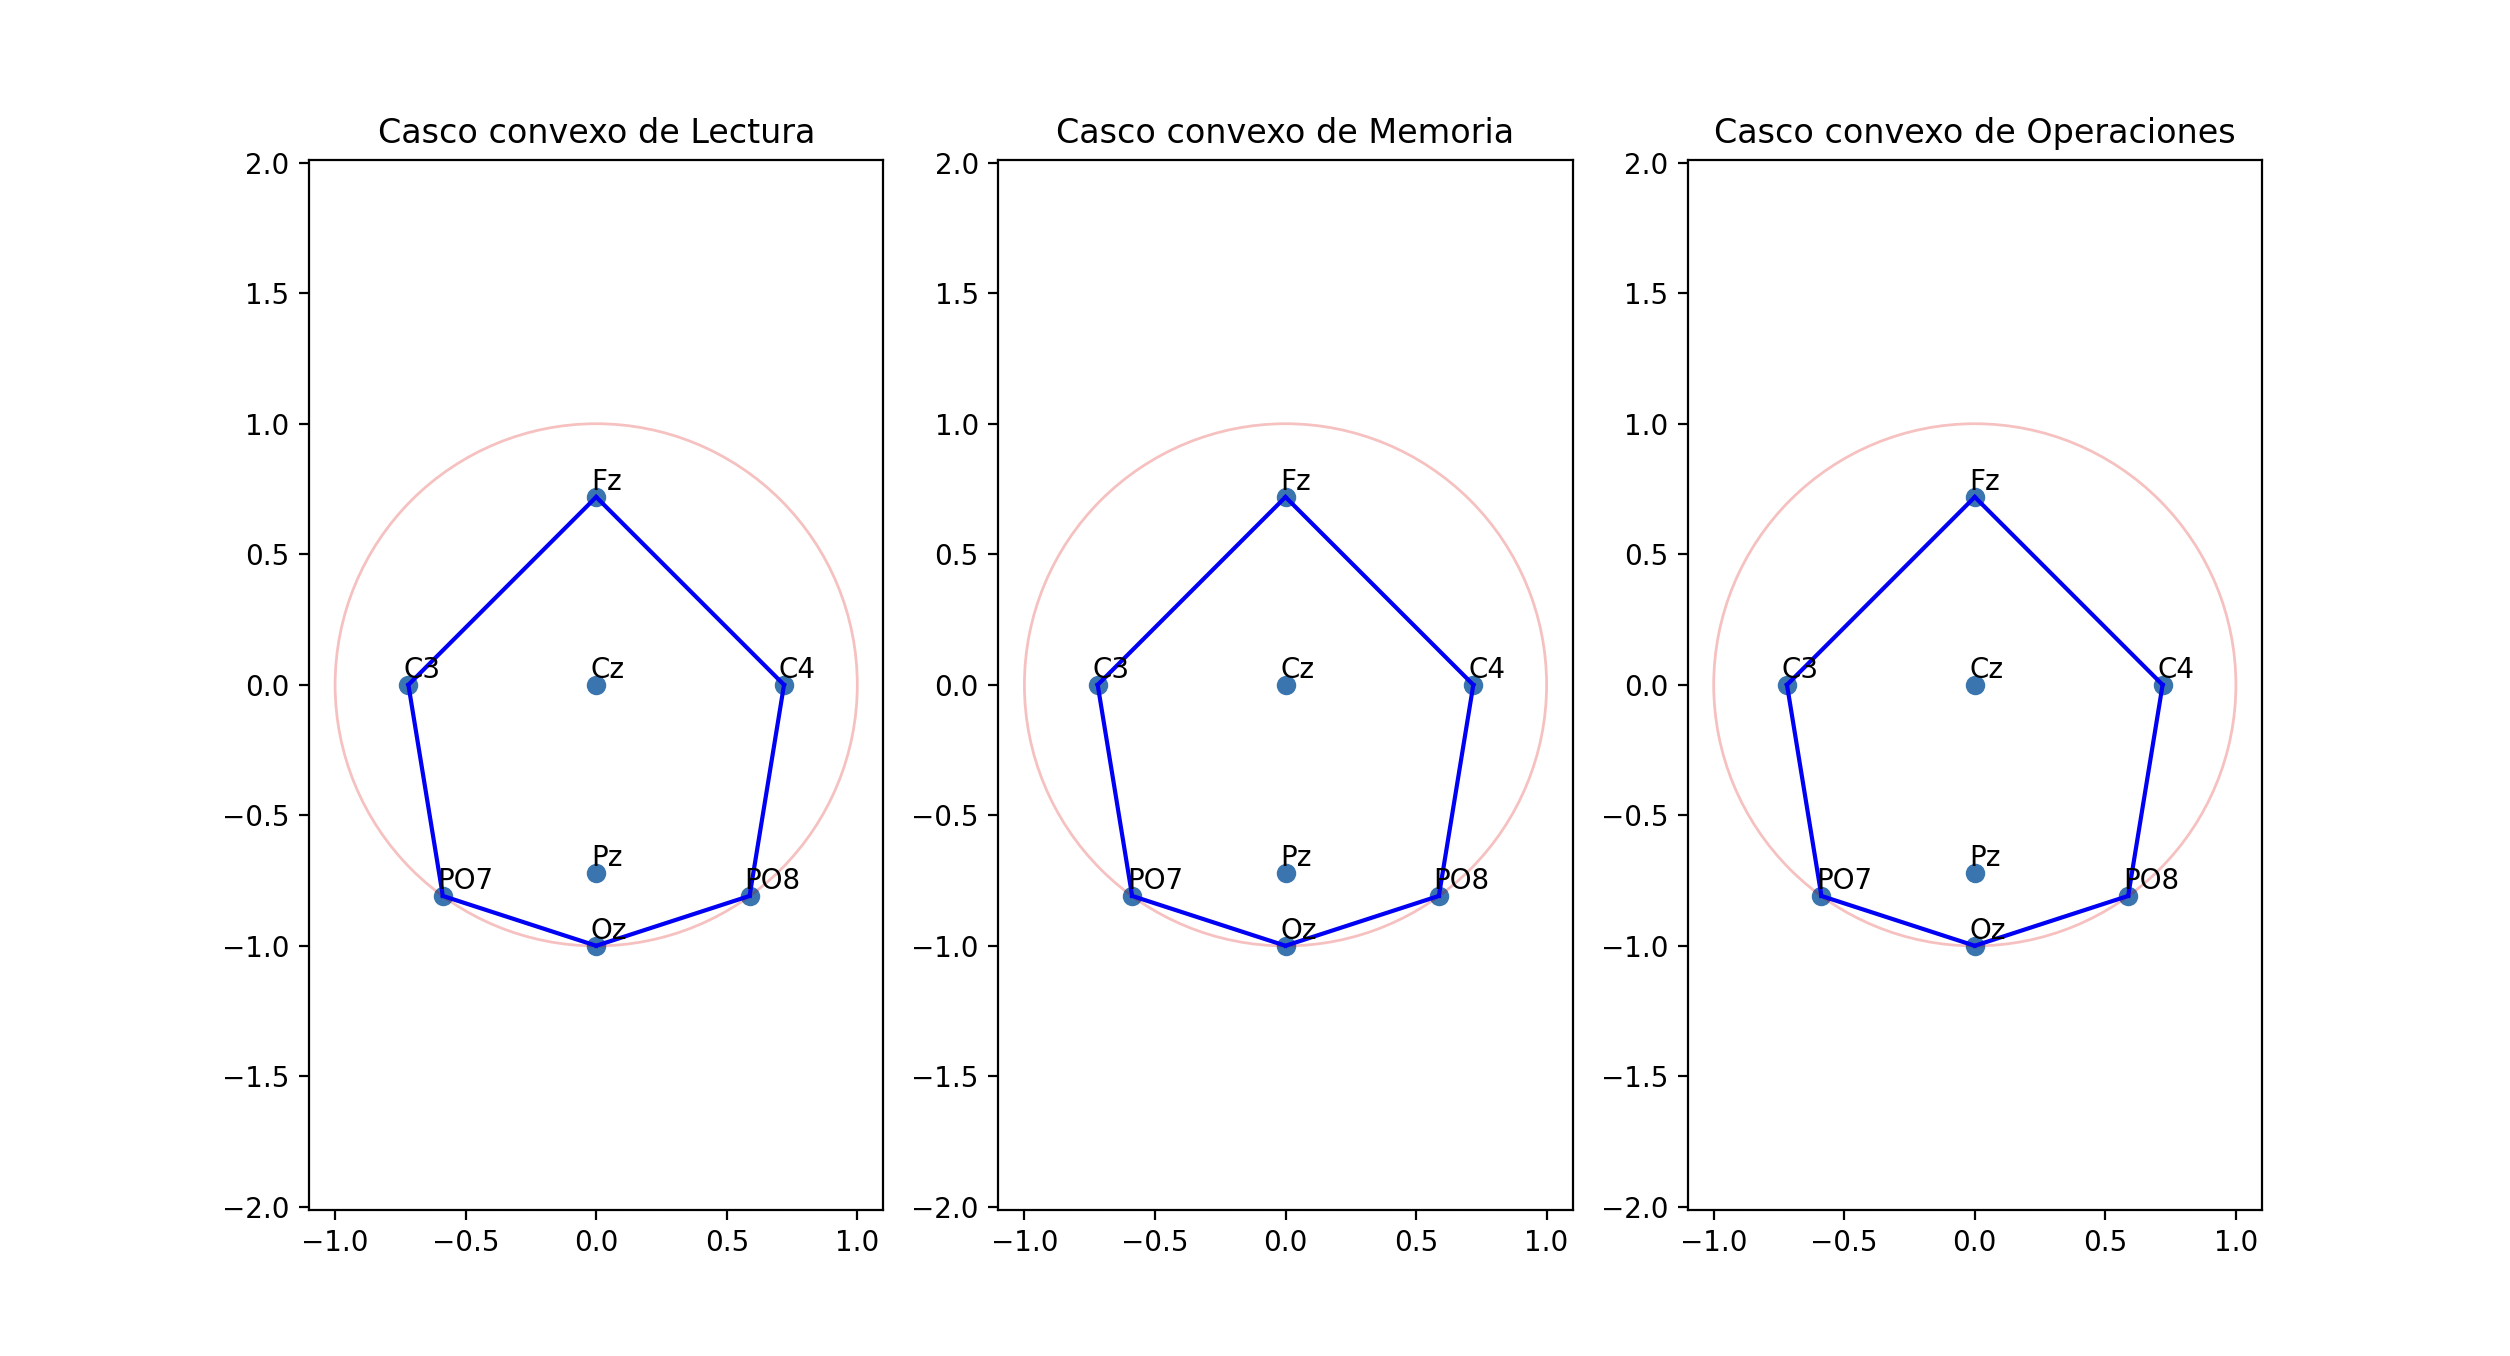 Casco convexo de Lectura
2.0
1.5
1.0
0.5
0.0
−0.5
−1.0
−1.5
−2.0
Fz
C3
Cz
C4
Pz
PO7
PO8
Oz
−1.0 −0.5 0.0 0.5 1.0
Casco convexo de Memoria
2.0
1.5
1.0
0.5
0.0
−0.5
−1.0
−1.5
−2.0
Fz
C3
Cz
C4
Pz
PO7
PO8
Oz
−1.0 −0.5 0.0 0.5 1.0
Casco convexo de Operaciones
2.0
1.5
1.0
0.5
0.0
−0.5
−1.0
−1.5
−2.0
Fz
C3
Cz
C4
Pz
PO7
PO8
Oz
−1.0 −0.5 0.0 0.5 1.0